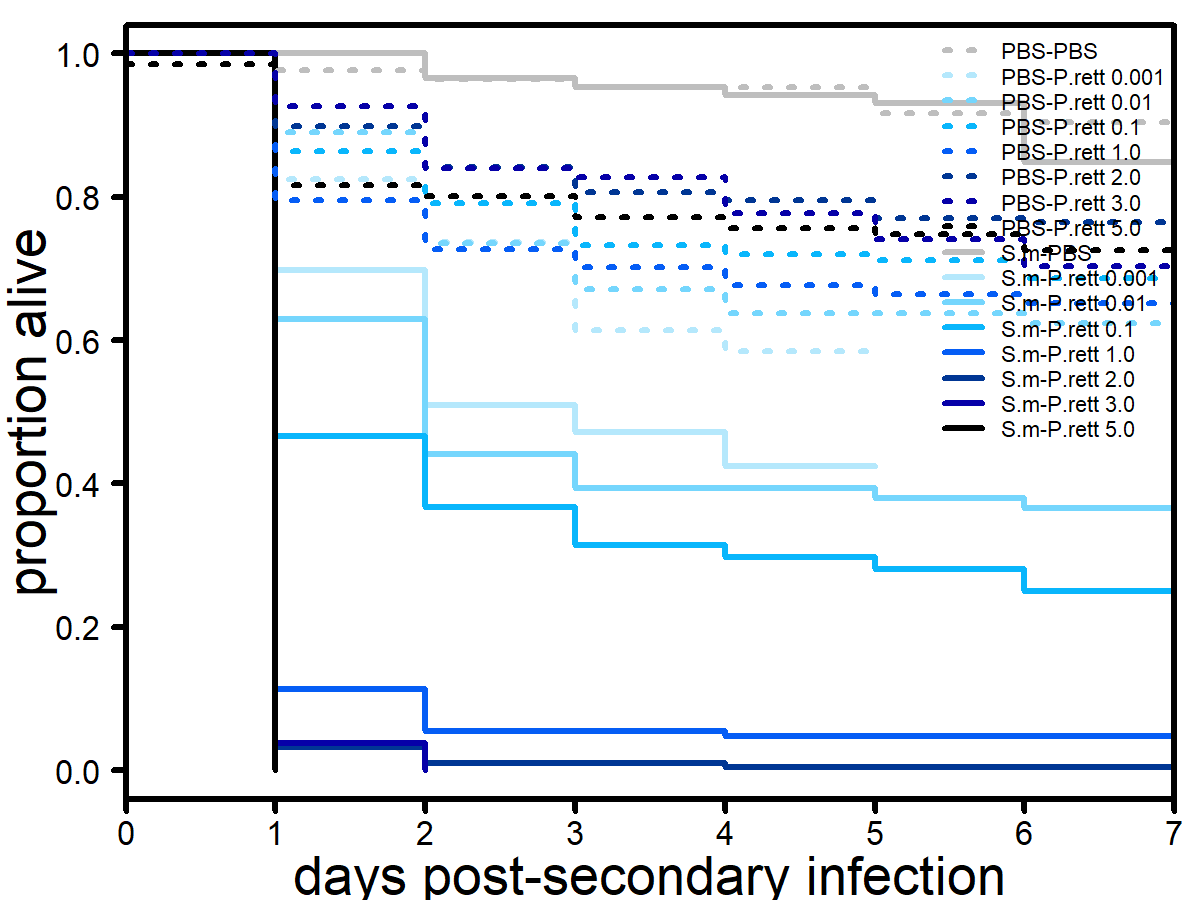 1.0
0.8
0.6
0.4
0.2
0.0
proportion alive
PBS-PBS
PBS-P.rett 0.001
PBS-P.rett 0.01
PBS-P.rett 0.1
PBS-P.rett 1.0
PBS-P.rett 2.0
PBS-P.rett 3.0
PBS-P.rett 5.0
S.m-PBS
S.m-P.rett 0.001
S.m-P.rett 0.01
S.m-P.rett 0.1
S.m-P.rett 1.0
S.m-P.rett 2.0
S.m-P.rett 3.0
S.m-P.rett 5.0
0 1 2 3 4 5 6 7
days post-secondary infection